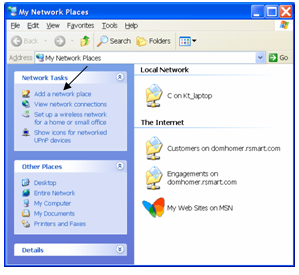 My Network Places
File Edit View Favorites Tools Help
Back Search Folders
Address My Network Places Go
Network Tasks
Add a network place
View network connections
Set up a wireless network
for a home or small office
Show icons for networked
UPnP devices
Other Places
Desktop
Entire Network
My Computer
My Documents
Printers and Faxes
Details
Local Network
C on Kt_laptop
The Internet
Customers on
domhomer.rsmart.com
Engagements on
domhomer.rsmart.com
My Web Sites on MSN